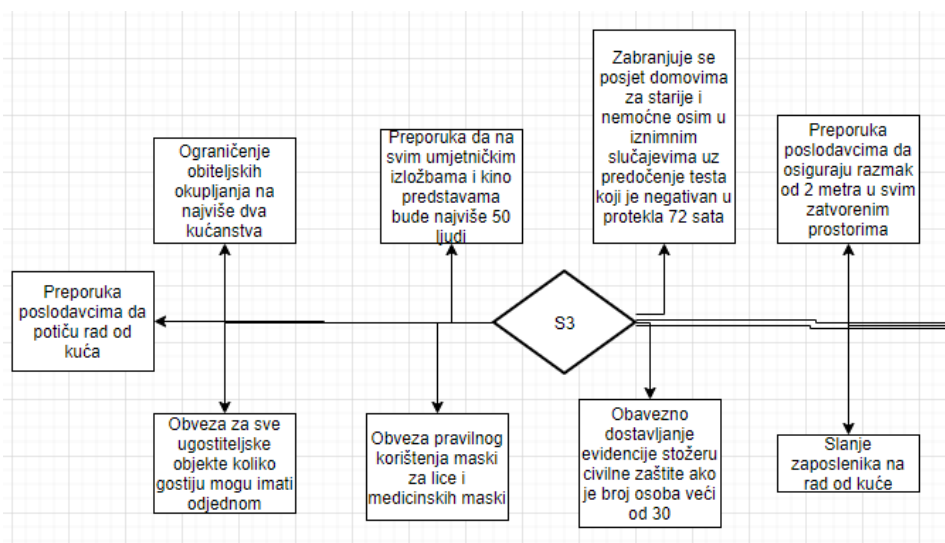 Zabranjuje se
posjet domovima
za starije i
nemoćne osim u
iznimnim
slučajevima uz
predočenje testa
koji je negativan u
protekla 72 sata
Ograničenje
obiteljskih
okupljanja na
najviše dva
kućanstva
Preporuka da na
svim umjetničkim
izložbama i kino
predstavama
bude najviše 50
ljudi
Preporuka
poslodavcima da
osiguraju razmak
od 2 metra u svim
zatvorenim
prostorima
Preporuka
poslodavcima da
potiču rad od
kuća
S3
Obveza za sve
ugostiteljske
objekte koliko
gostiju mogu imati
odjednom
Obveza pravilnog
korištenja maski
za lice i
medicinskih maski
Obavezno
dostavljanje
evidencije stožeru
civilne zaštite ako
je broj osoba veći
od 30
Slanje
zaposlenika na
rad od kuće